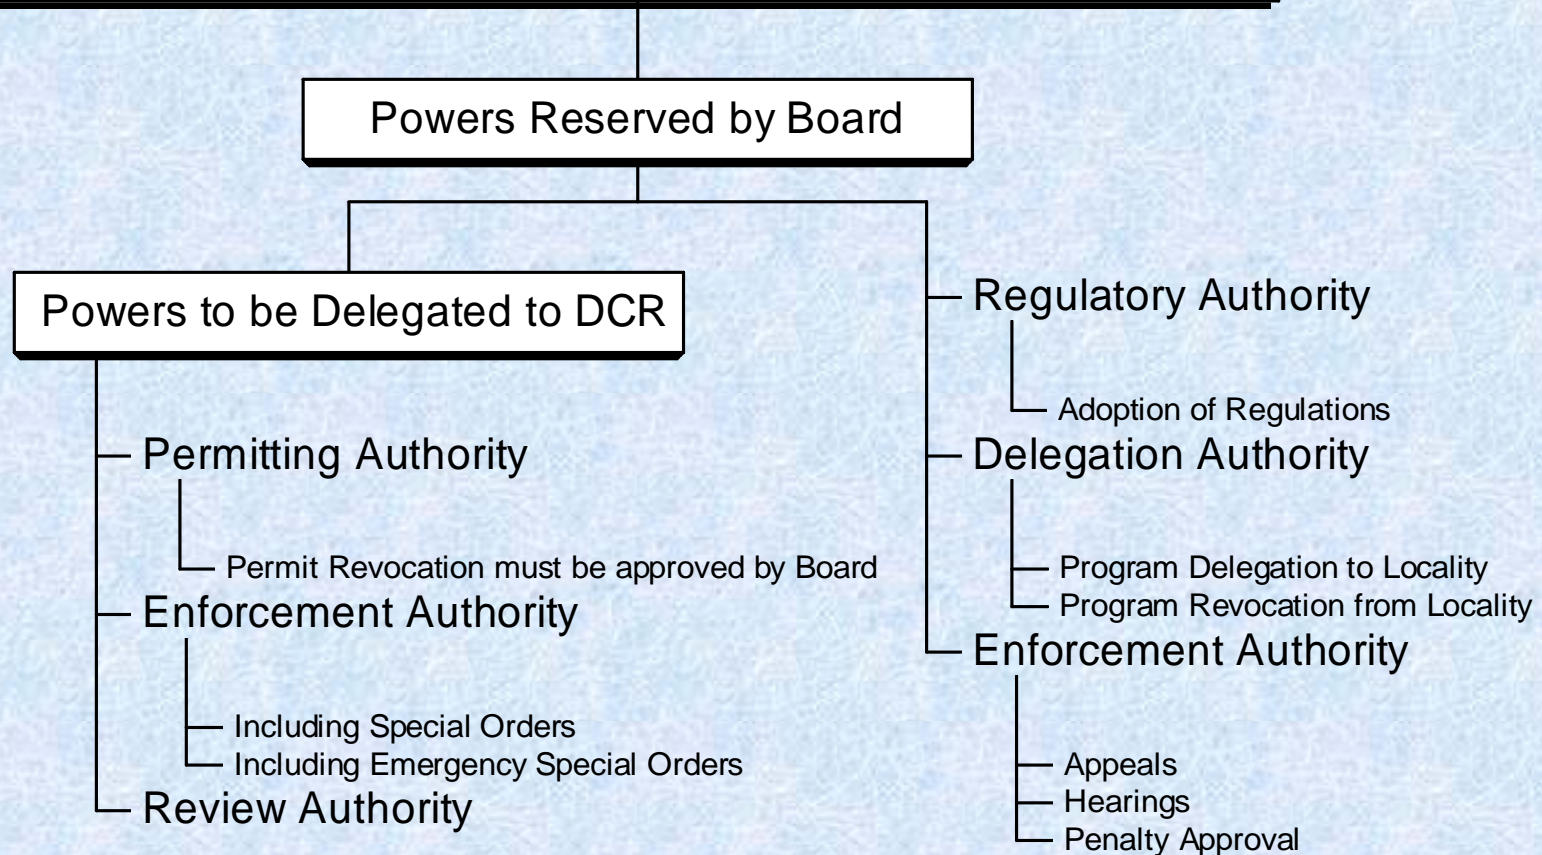 Powers Reserved by Board
Powers to be Delegated to DCR
Permitting Authority
Permit Revocation must be approved by Board
Enforcement Authority
Including Special Orders
Including Emergency Special Orders
Review Authority
Regulatory Authority
Adoption of Regulations
Delegation Authority
Program Delegation to Locality
Program Revocation from Locality
Enforcement Authority
Appeals
Hearings
Penalty Approval